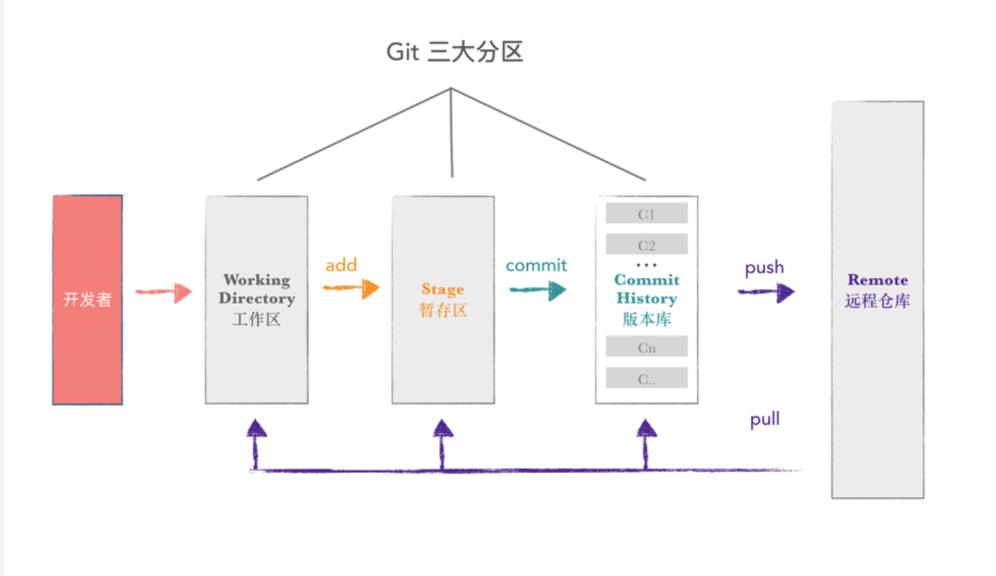 Git 三大分区
开发者
Working
Directory
工作区
add
Stage
暂存区
commit
C1
C2
...
Commit
History
版本库
Cn
C..
push
Remote
远程仓库
pull